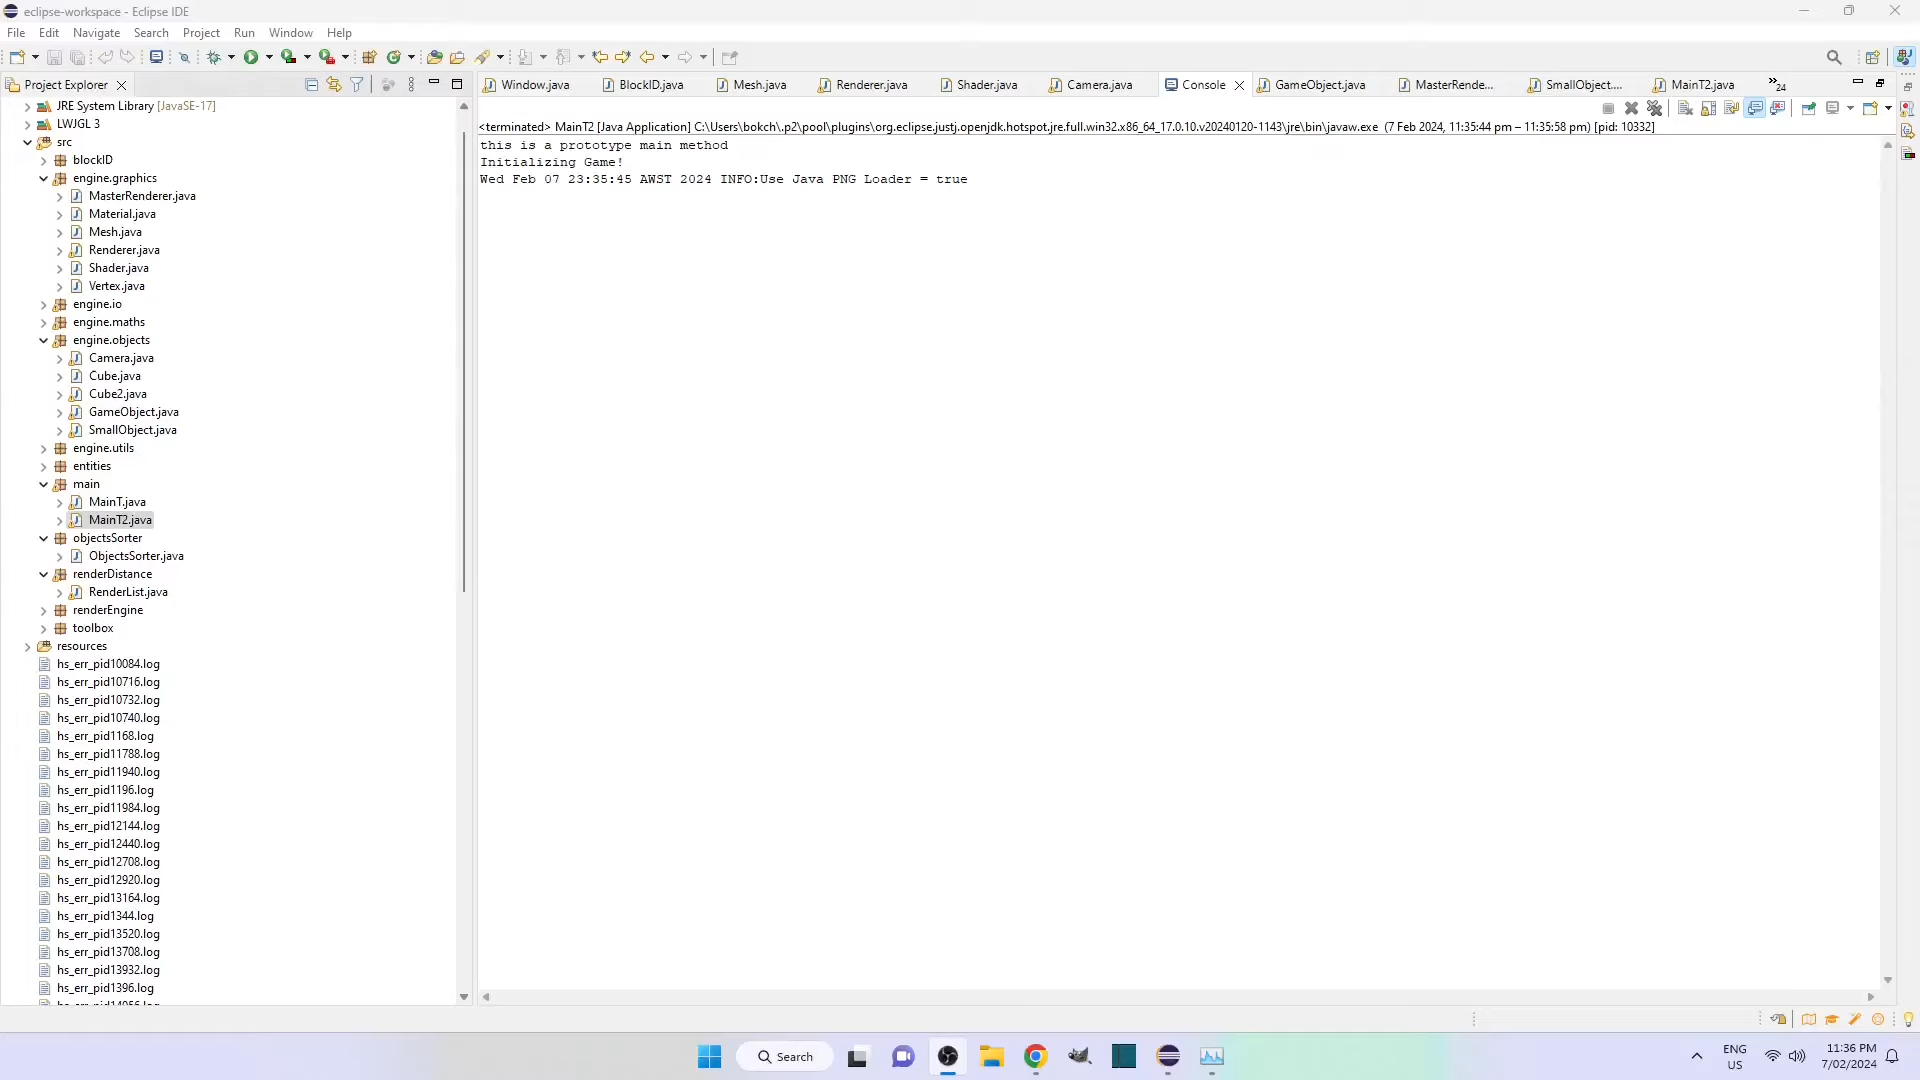 eclipse-workspace - Eclipse IDE
File Edit Navigate Search Project Run Window Help
Project Explorer
Window.java BlockID.java Mesh.java Renderer.java Shader.java Camera.java Console GameObject.java MasterRende... SmallObject.... MainT2.java 24
<terminated> MainT2 [Java Application] C:\Users\bokch\.p2\pool\plugins\org.eclipse.justj.openjdk.hotspot.jre.full.win32.x86_64_17.0.10.v20240120-1143\jre\bin\javaw.exe (7 Feb 2024, 11:35:44 pm – 11:35:58 pm) [pid: 10332]
this is a prototype main method
Initializing Game!
Wed Feb 07 23:35:45 AWST 2024 INFO:Use Java PNG Loader = true
JRE System Library [JavaSE-17]
LWJGL 3
src
blockID
engine.graphics
MasterRenderer.java
Material.java
Mesh.java
Renderer.java
Shader.java
Vertex.java
engine.io
engine.maths
engine.objects
Camera.java
Cube.java
Cube2.java
GameObject.java
SmallObject.java
engine.utils
entities
main
MainT.java
MainT2.java
objectsSorter
ObjectsSorter.java
renderDistance
RenderList.java
renderEngine
toolbox
resources
hs_err_pid10084.log
hs_err_pid10716.log
hs_err_pid10732.log
hs_err_pid10740.log
hs_err_pid1168.log
hs_err_pid11788.log
hs_err_pid11940.log
hs_err_pid1196.log
hs_err_pid11984.log
hs_err_pid12144.log
hs_err_pid12440.log
hs_err_pid12708.log
hs_err_pid12920.log
hs_err_pid13164.log
hs_err_pid1344.log
hs_err_pid13520.log
hs_err_pid13708.log
hs_err_pid13932.log
hs_err_pid1396.log
Search
ENG
US
11:36 PM
7/02/2024